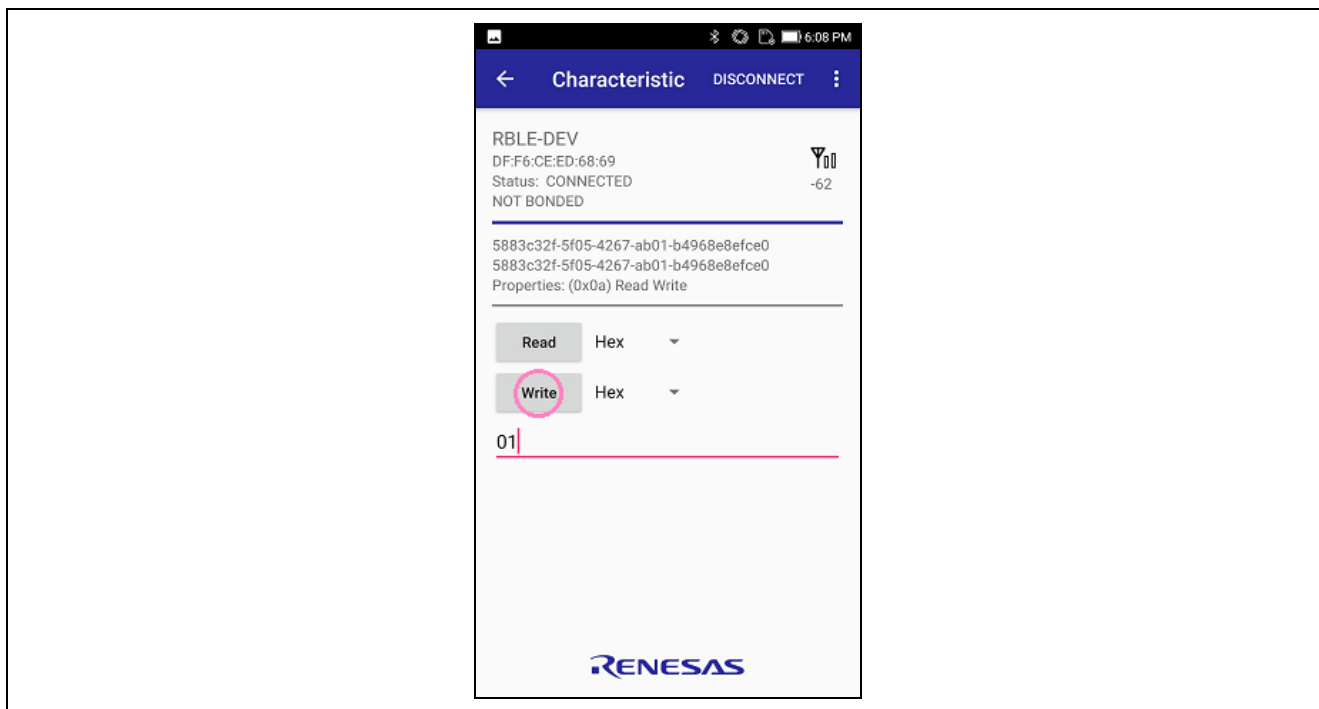 6:08 PM
Characteristic DISCONNECT
RBLE-DEV
DF:F6:CE:ED:68:69
Status: CONNECTED
-62
NOT BONDED
5883c32f-5f05-4267-ab01-b4968e8efce0
5883c32f-5f05-4267-ab01-b4968e8efce0
Properties: (0x0a) Read Write
Read Hex
Write Hex
01
RENESAS